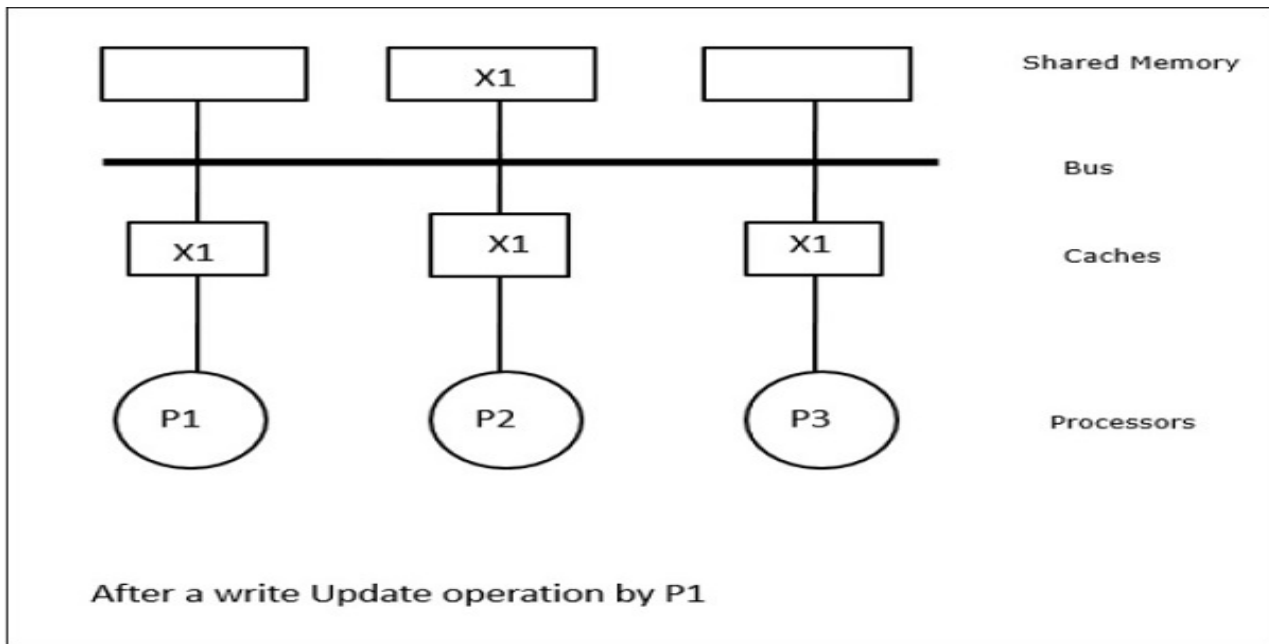 X1
Shared Memory
Bus
X1 X1 X1
Caches
P1 P2 P3
Processors
After a write Update operation by P1